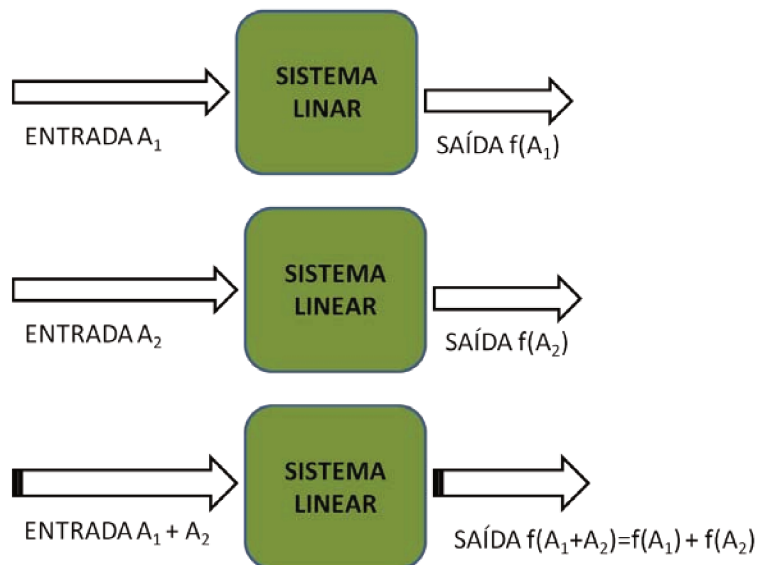 SISTEMA
LINAR
ENTRADA A₁
SAÍDA f(A₁)
SISTEMA
LINEAR
ENTRADA A₂
SAÍDA f(A₂)
SISTEMA
LINEAR
ENTRADA A₁ + A₂
SAÍDA f(A₁+A₂)=f(A₁) + f(A₂)